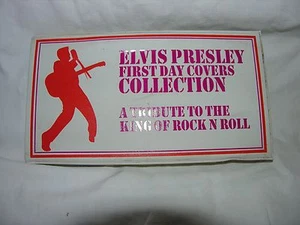 ELVIS PRESLEY
FIRST DAY COVERS
COLLECTION
A TRIBUTE TO THE
KING OF ROCK N ROLL